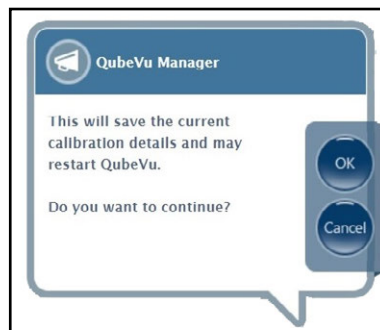 QubeVu Manager
This will save the current
calibration details and may
restart QubeVu.
Do you want to continue?
OK
Cancel